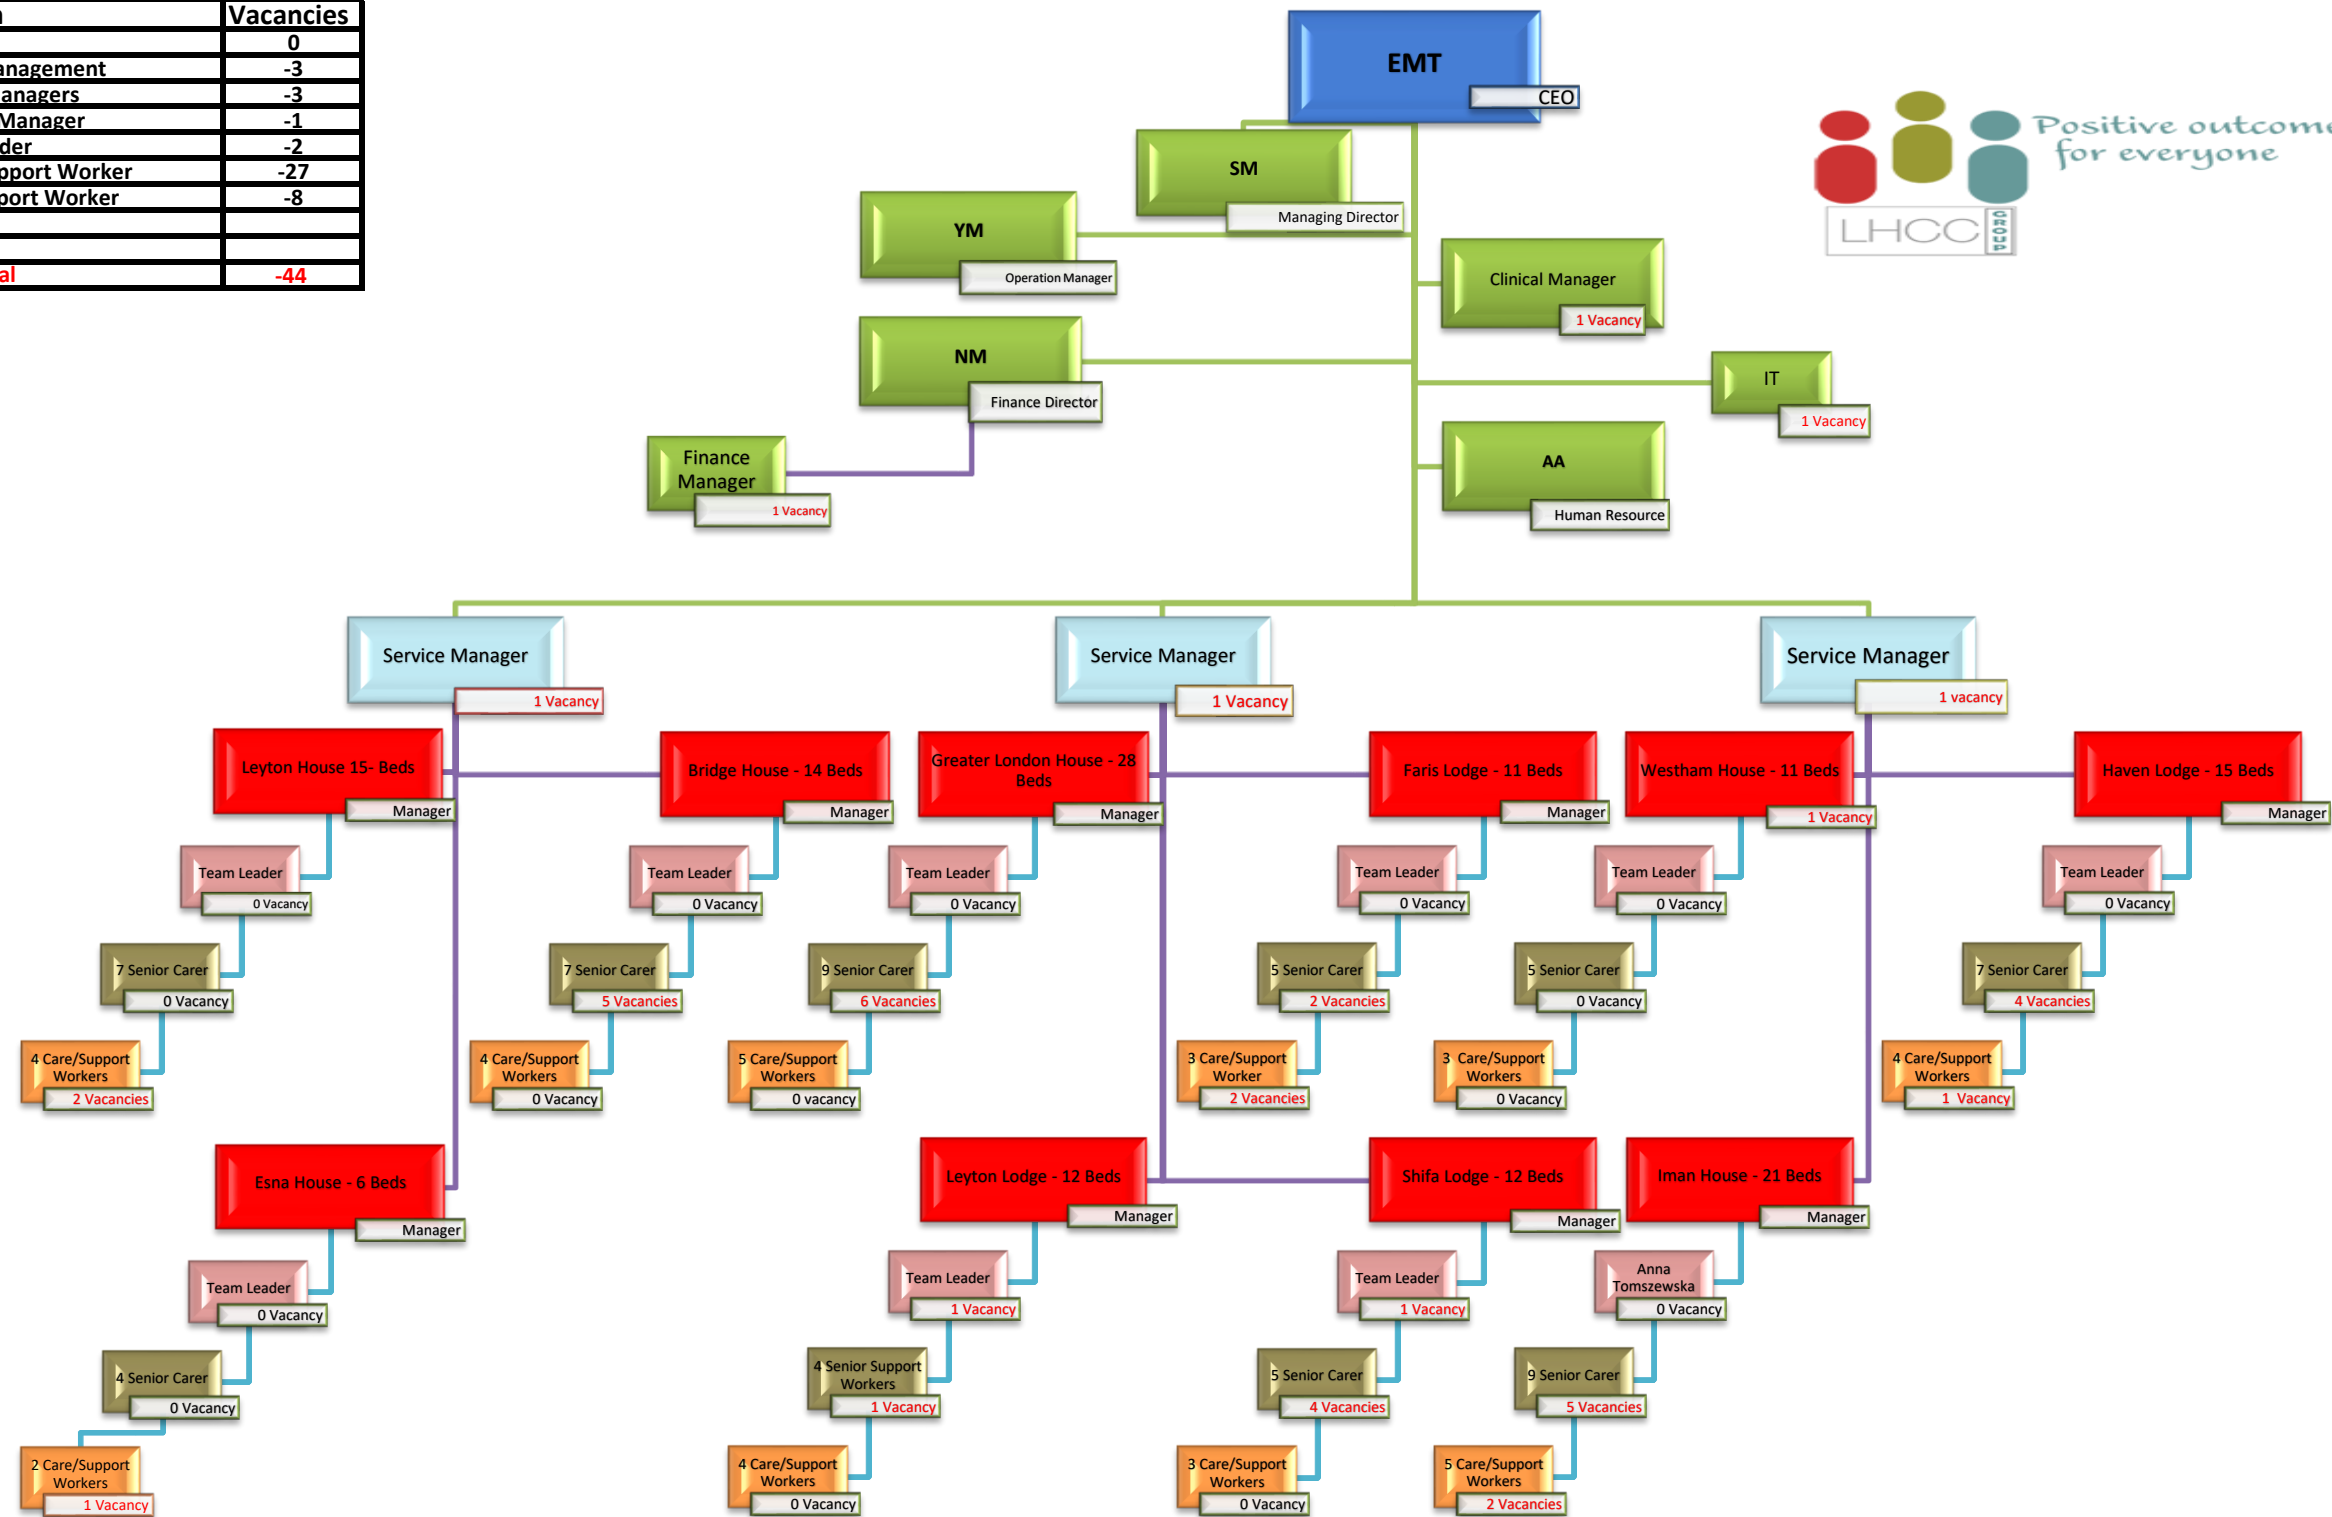 Vacancies
0
-3
-3
-1
-2
Support Worker -27
-8
-44
EMT
CEO
SM
Managing Director
YM
Operation Manager
Clinical Manager
1 Vacancy
NM
Finance Director
IT
1 Vacancy
Finance
Manager
1 Vacancy
AA
Human Resource
Positive outcome
for everyone
LHCC
GROUP
Service Manager
1 Vacancy
Service Manager
1 Vacancy
Service Manager
1 vacancy
Leyton House 15- Beds
Manager
Team Leader
0 Vacancy
7 Senior Carer
0 Vacancy
4 Care/Support
Workers
2 Vacancies
Bridge House - 14 Beds
Manager
Team Leader
0 Vacancy
7 Senior Carer
5 Vacancies
4 Care/Support
Workers
0 Vacancy
Greater London House - 28
Beds
Manager
Team Leader
0 Vacancy
9 Senior Carer
6 Vacancies
5 Care/Support
Workers
0 vacancy
Faris Lodge - 11 Beds
Manager
Team Leader
0 Vacancy
5 Senior Carer
2 Vacancies
3 Care/Support
Worker
2 Vacancies
Westham House - 11 Beds
1 Vacancy
Team Leader
0 Vacancy
5 Senior Carer
0 Vacancy
3 Care/Support
Workers
0 Vacancy
Haven Lodge - 15 Beds
Manager
Team Leader
0 Vacancy
7 Senior Carer
4 Vacancies
4 Care/Support
Workers
1 Vacancy
Esna House - 6 Beds
Manager
Team Leader
0 Vacancy
4 Senior Carer
0 Vacancy
2 Care/Support
Workers
1 Vacancy
Leyton Lodge - 12 Beds
Manager
Team Leader
1 Vacancy
4 Senior Support
Workers
1 Vacancy
4 Care/Support
Workers
0 Vacancy
Shifa Lodge - 12 Beds
Manager
Team Leader
1 Vacancy
5 Senior Carer
4 Vacancies
3 Care/Support
Workers
0 Vacancy
Iman House - 21 Beds
Manager
Anna
Tomszewska
0 Vacancy
9 Senior Carer
5 Vacancies
5 Care/Support
Workers
2 Vacancies